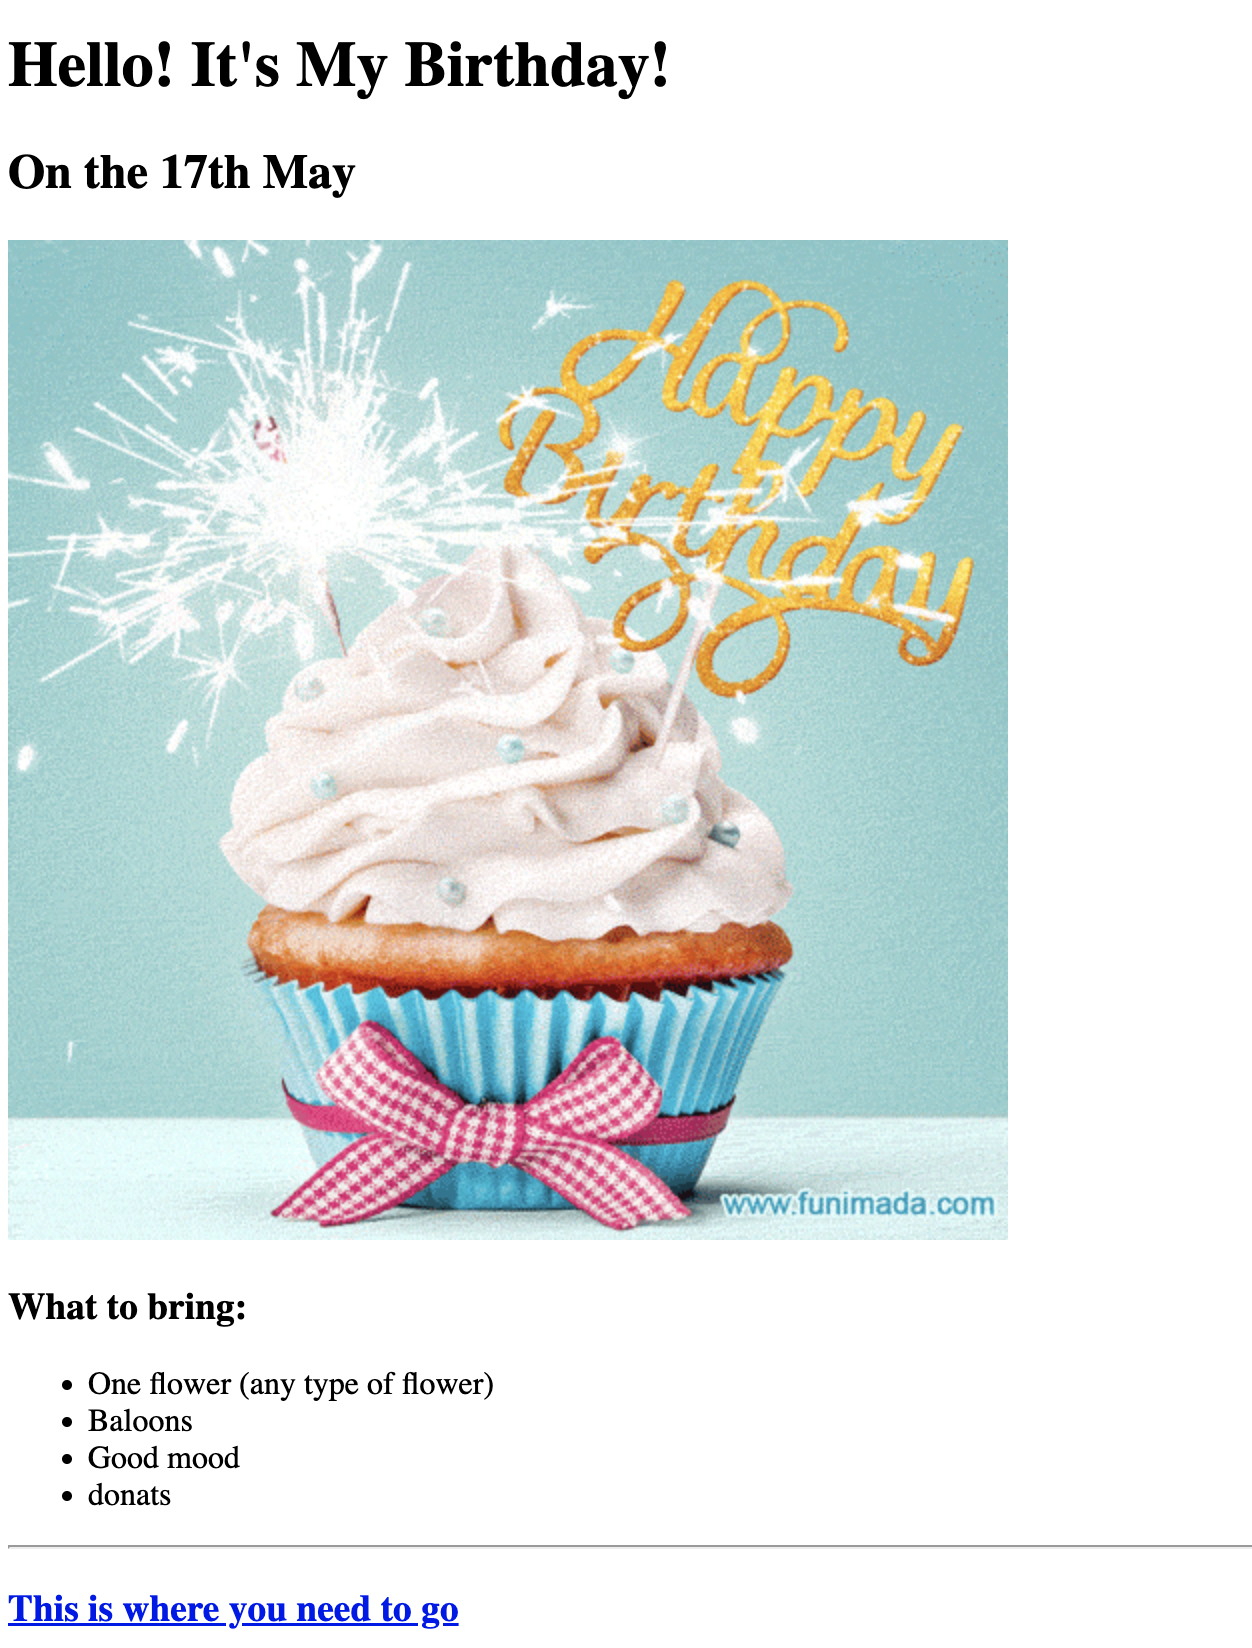 Hello! It's My Birthday!
On the 17th May
Happy
Birthday
www.funimada.com
What to bring:
One flower (any type of flower)
Baloons
Good mood
donats
This is where you need to go